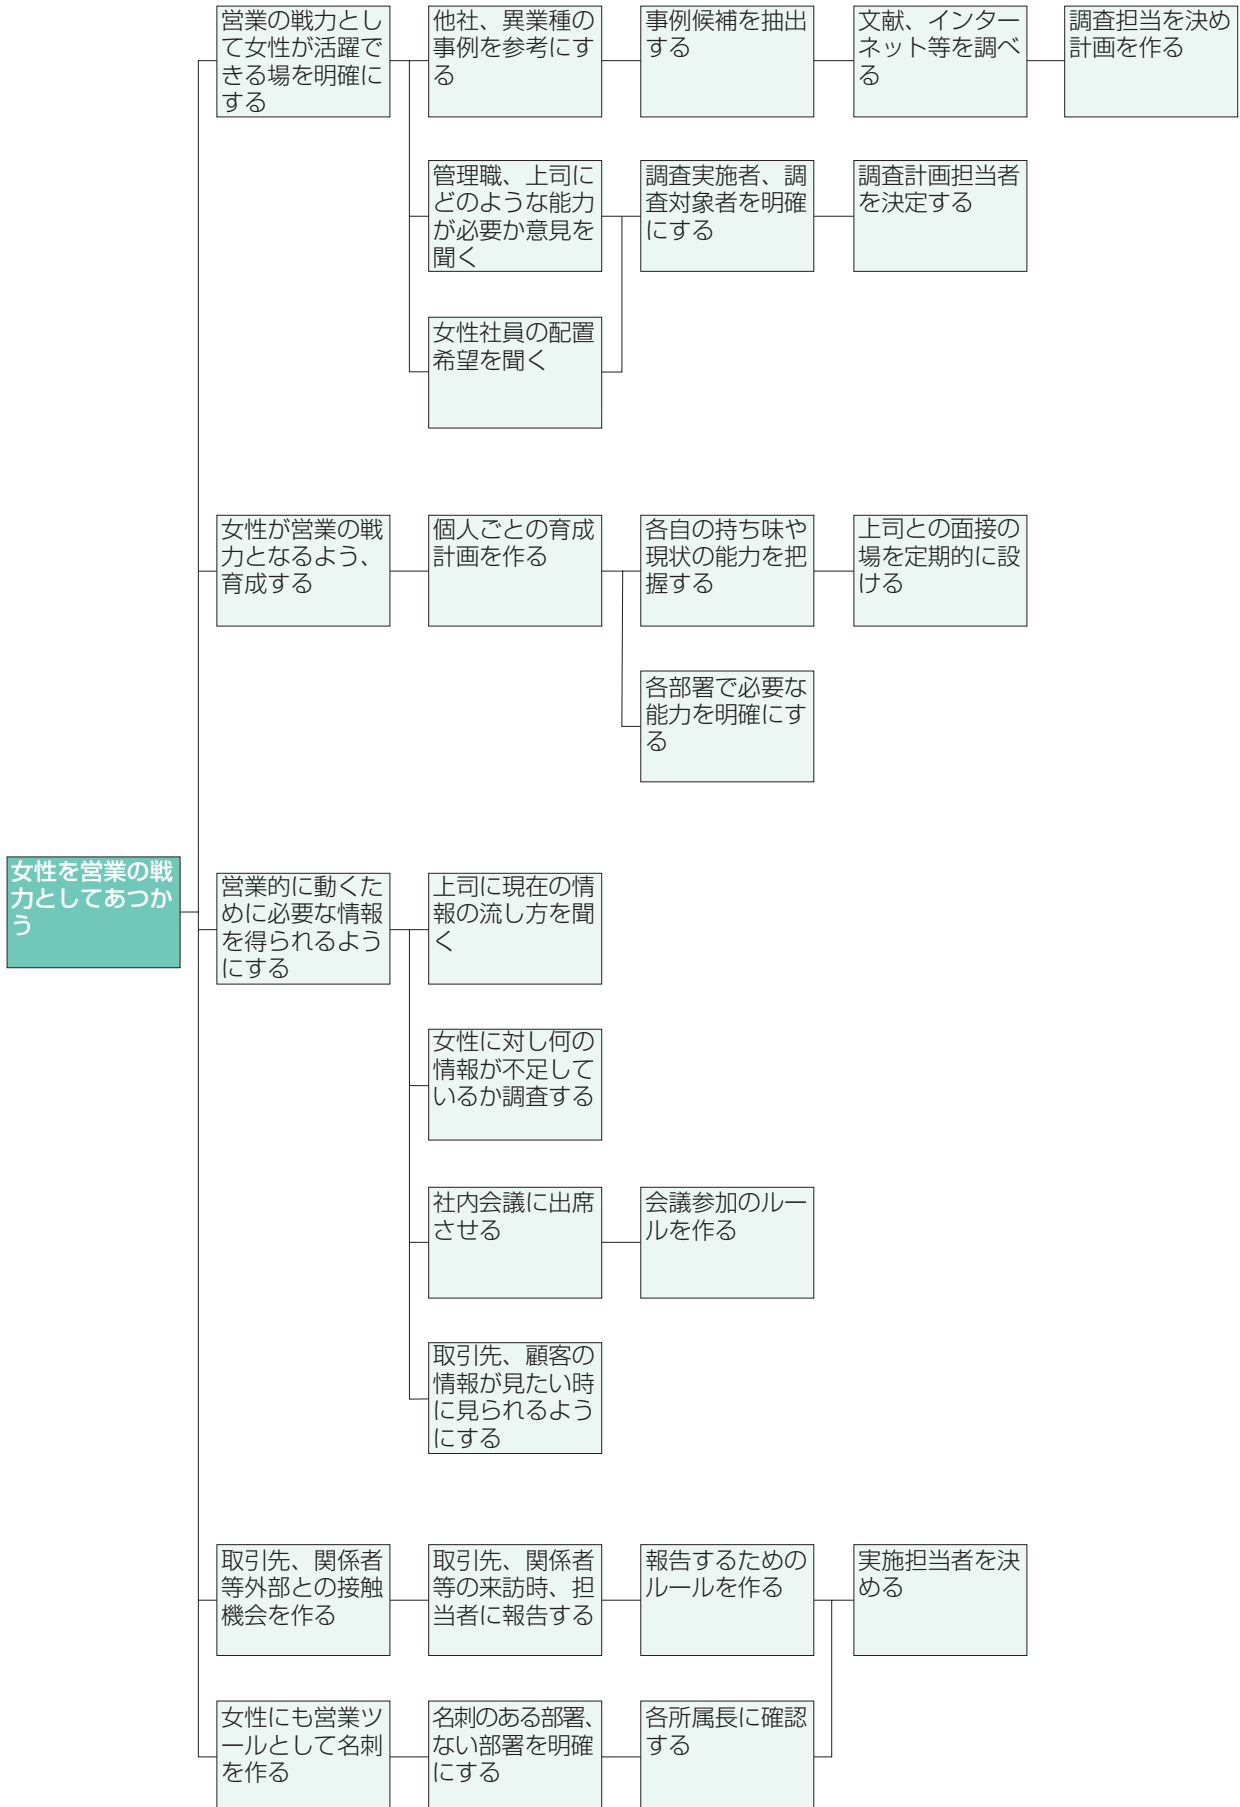 営業の戦力とし
て女性が活躍で
きる場を明確に
する
他社、異業種の
事例を参考にす
る
事例候補を抽出
する
文献、インター
ネット等を調べ
る
調査担当を決め
計画を作る
管理職、上司に
どのような能力
が必要か意見を
聞く
調査実施者、調
査対象者を明確
にする
調査計画担当者
を決定する
女性社員の配置
希望を聞く
女性が営業の戦
力となるよう、
育成する
個人ごとの育成
計画を作る
各自の持ち味や
現状の能力を把
握する
上司との面接の
場を定期的に設
ける
各部署で必要な
能力を明確にす
る
女性を営業の戦
力としてあつか
う
営業的に動くた
めに必要な情報
を得られるよう
にする
上司に現在の情
報の流し方を聞
く
女性に対し何の
情報が不足して
いるか調査する
社内会議に出席
させる
会議参加のルー
ルを作る
取引先、顧客の
情報が見たい時
に見られるよう
にする
取引先、関係者
等外部との接触
機会を作る
取引先、関係者
等の来訪時、担
当者に報告する
報告するための
ルールを作る
実施担当者を決
める
女性にも営業ツ
ールとして名刺
を作る
名刺のある部署、
ない部署を明確
にする
各所属長に確認
する